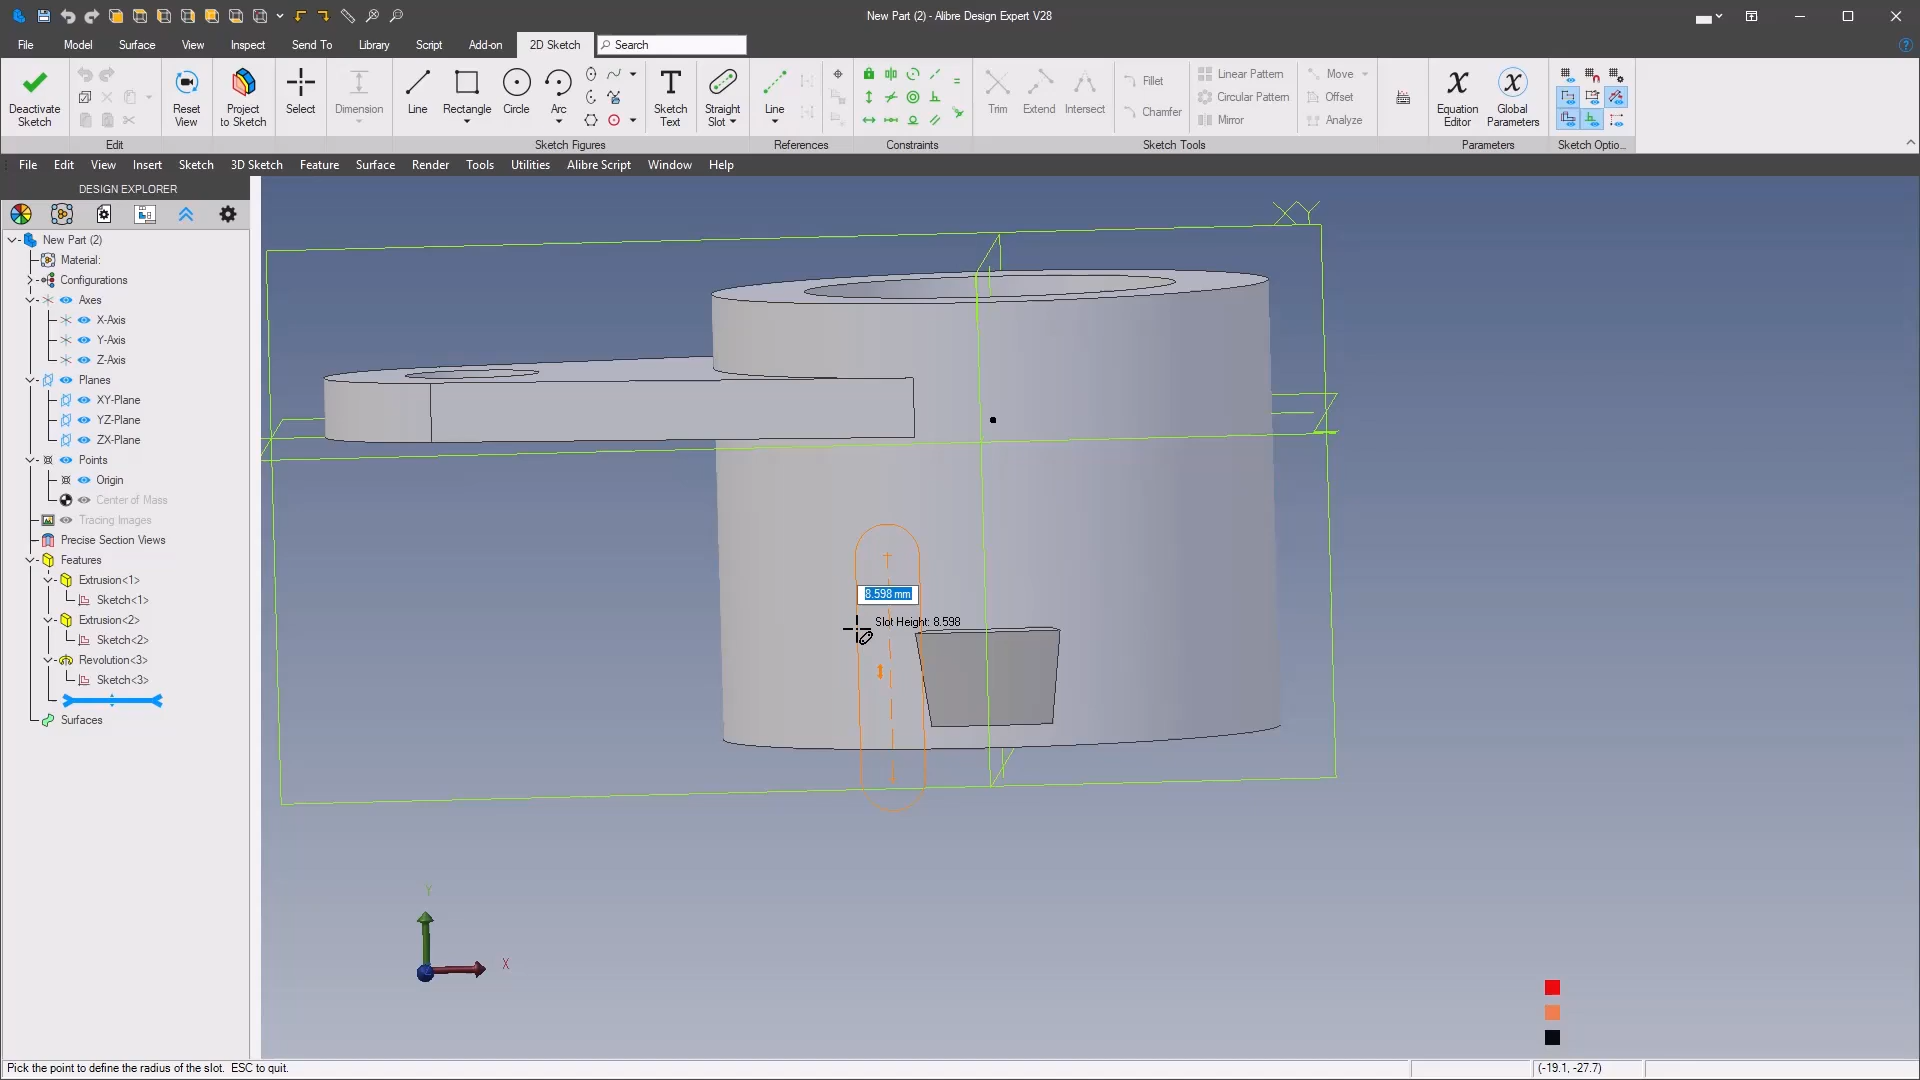 New Part (2) - Alibre Design Expert V28
File Model Surface View Inspect Send To Library Script Add-on 2D Sketch Search
Deactivate Sketch
Edit
Reset View
Project to Sketch
Select
Dimension
Line
Rectangle
Circle
Arc
Sketch Text
Straight Slot
Sketch Figures
Line
References
Constraints
Trim
Extend
Intersect
Fillet
Chamfer
Linear Pattern
Circular Pattern
Mirror
Move
Offset
Analyze
Sketch Tools
Equation Editor
Global Parameters
Parameters
Sketch Optio...
File Edit View Insert Sketch 3D Sketch Feature Surface Render Tools Utilities Alibre Script Window Help
DESIGN EXPLORER
New Part (2)
Material:
Configurations
Axes
X-Axis
Y-Axis
Z-Axis
Planes
XY-Plane
YZ-Plane
ZX-Plane
Points
Origin
Center of Mass
Tracing Images
Precise Section Views
Features
Extrusion<1>
Sketch<1>
Extrusion<2>
Sketch<2>
Revolution<3>
Sketch<3>
Surfaces
XY
8.598 mm
Slot Height: 8.598
Y
X
Pick the point to define the radius of the slot. ESC to quit.
(-19.1, -27.7)